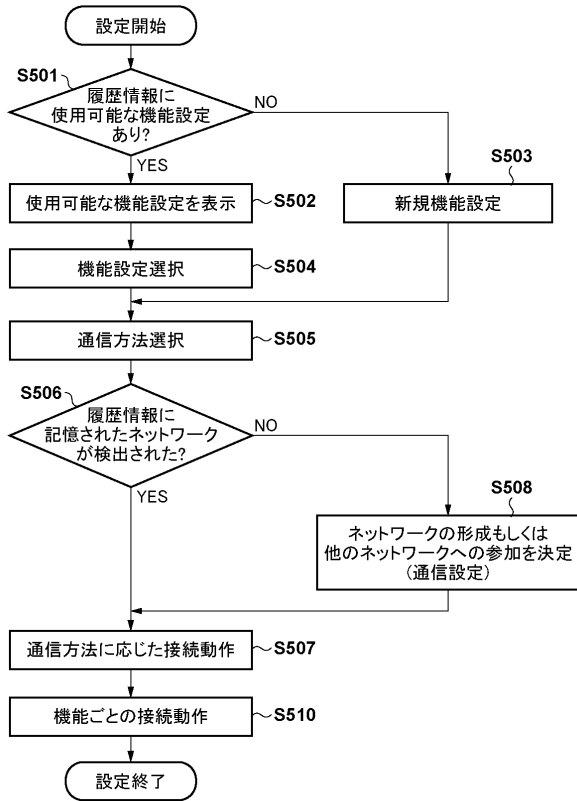 設定開始
S501
履歴情報に
使用可能な機能設定
あり?
NO
YES
S503
使用可能な機能設定を表示
S502
新規機能設定
機能設定選択
S504
通信方法選択
S505
S506
履歴情報に
記憶されたネットワーク
が検出された?
NO
YES
S508
ネットワークの形成もしくは
他のネットワークへの参加を決定
(通信設定)
通信方法に応じた接続動作
S507
機能ごとの接続動作
S510
設定終了